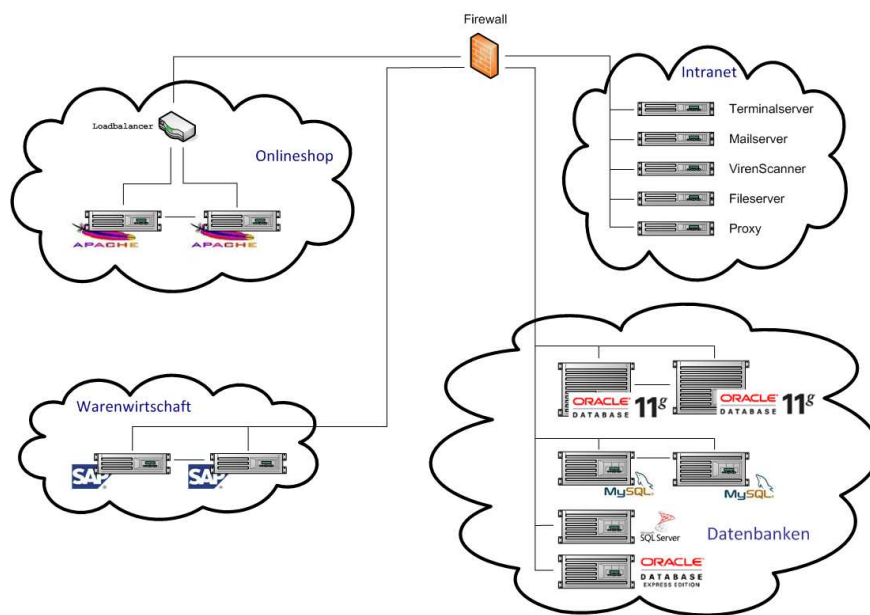 Firewall
Loadbalancer
Onlineshop
APACHE
APACHE
Intranet
Terminalserver
Mailserver
VirenScanner
Fileserver
Proxy
Warenwirtschaft
SAP
SAP
ORACLE
DATABASE 11g
ORACLE
DATABASE 11g
MySQL
MySQL
Microsoft
SQL Server
Datenbanken
ORACLE
DATABASE
EXPRESS EDITION